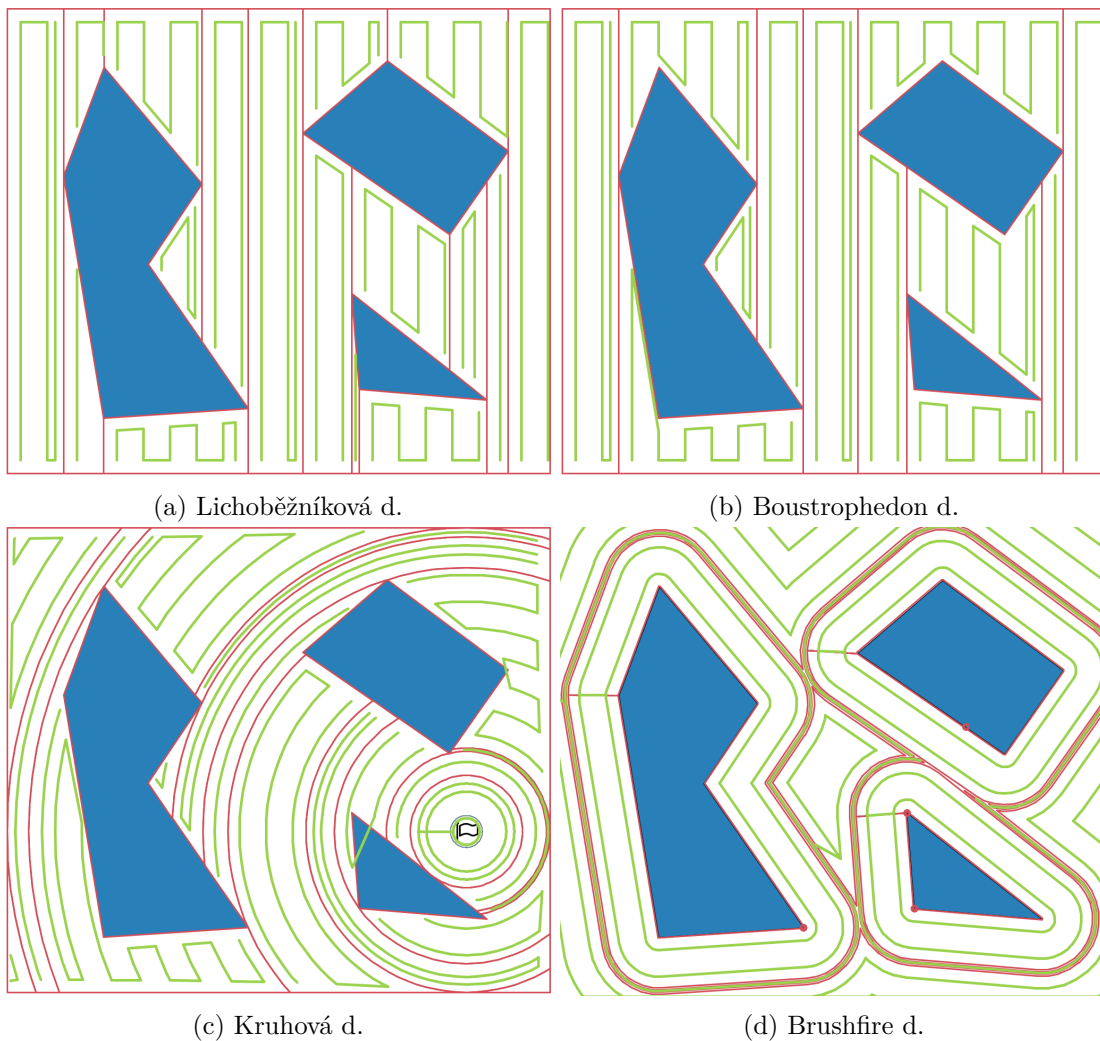 (a) Lichoběžníková d.
(b) Boustrophedon d.
(c) Kruhová d.
(d) Brushfire d.